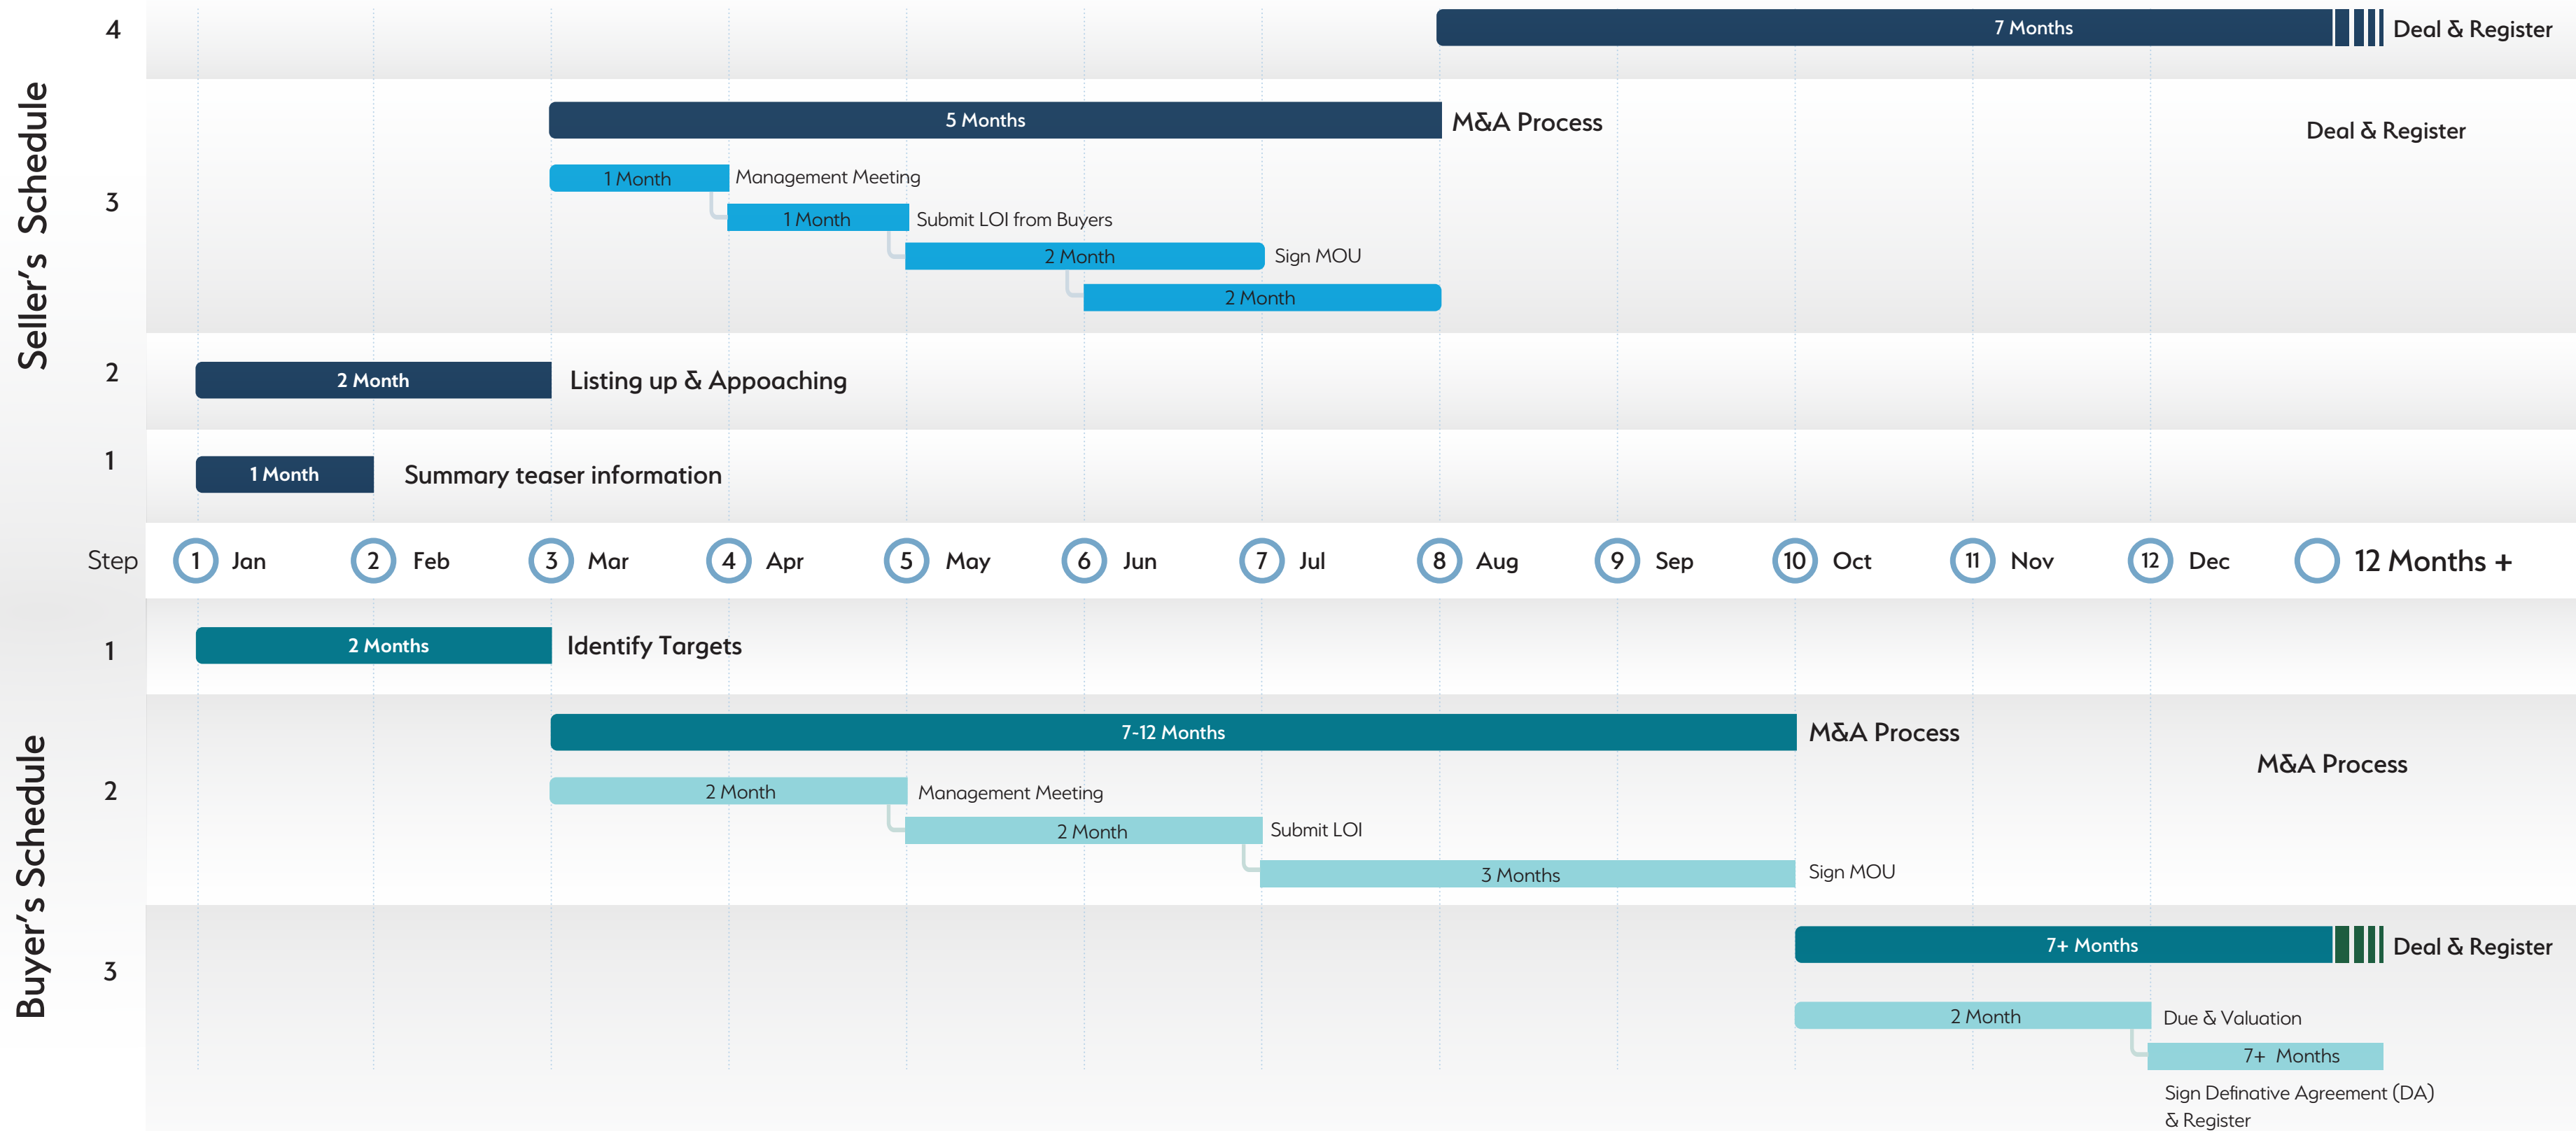 4
7 Months
Deal & Register
Seller's Schedule
5 Months
M&A Process
Deal & Register
1 Month
Management Meeting
3
1 Month
Submit LOI from Buyers
2 Month
Sign MOU
2 Month
2
2 Month
Listing up & Appoaching
1
1 Month
Summary teaser information
Step
1 Jan
2 Feb
3 Mar
4 Apr
5 May
6 Jun
7 Jul
8 Aug
9 Sep
10 Oct
11 Nov
12 Dec
12 Months +
1
2 Months
Identify Targets
Buyer's Schedule
7-12 Months
M&A Process
M&A Process
2
2 Month
Management Meeting
2 Month
Submit LOI
3 Months
Sign MOU
3
7+ Months
Deal & Register
2 Month
Due & Valuation
7+ Months
Sign Definative Agreement (DA)
& Register